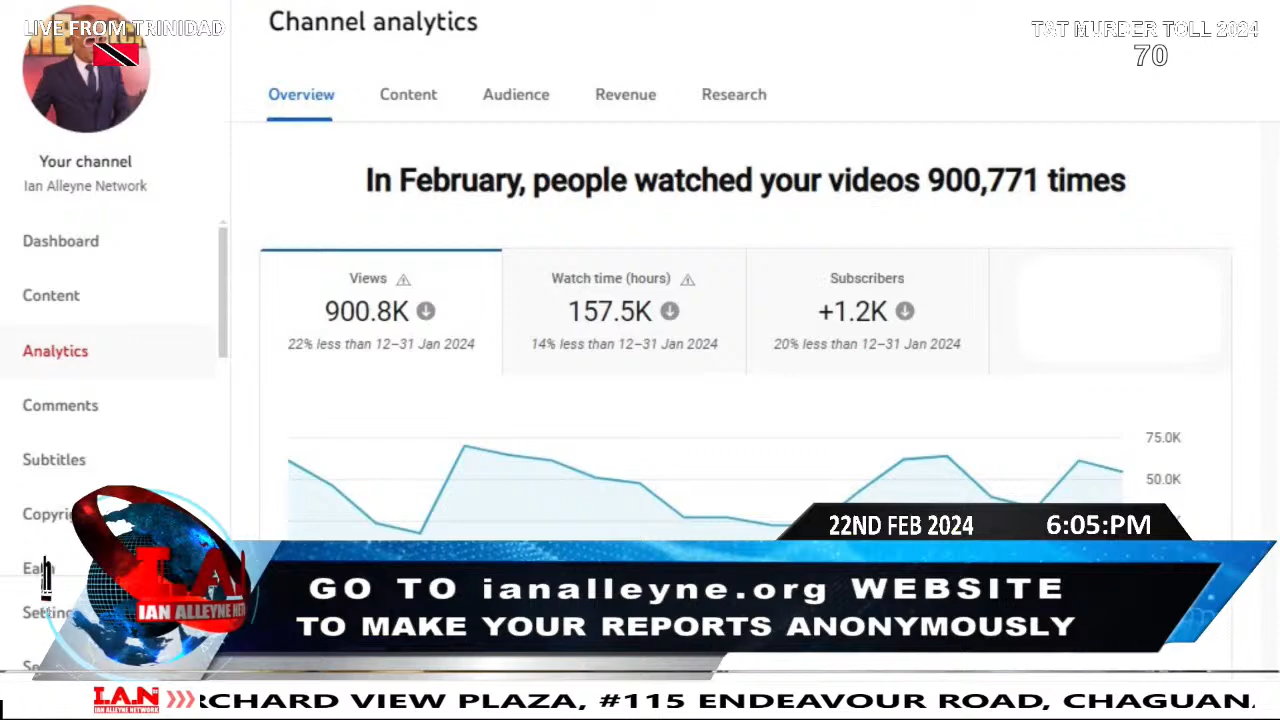 LIVE FROM TRINIDAD
T&T MURDER TOLL 2024
70
Channel analytics
Overview Content Audience Revenue Research
Your channel
Ian Alleyne Network
Dashboard
Content
Analytics
Comments
Subtitles
In February, people watched your videos 900,771 times
Views Watch time (hours) Subscribers
900.8K 157.5K +1.2K
22% less than 12–31 Jan 2024 14% less than 12–31 Jan 2024 20% less than 12–31 Jan 2024
75.0K
50.0K
22ND FEB 2024 6:05:PM
IAN ALLEYNE NET
GO TO ianalleyne.org WEBSITE
TO MAKE YOUR REPORTS ANONYMOUSLY
I.A.N
IAN ALLEYNE NETWORK
RCHARD VIEW PLAZA, #115 ENDEAVOUR ROAD, CHAGUAN